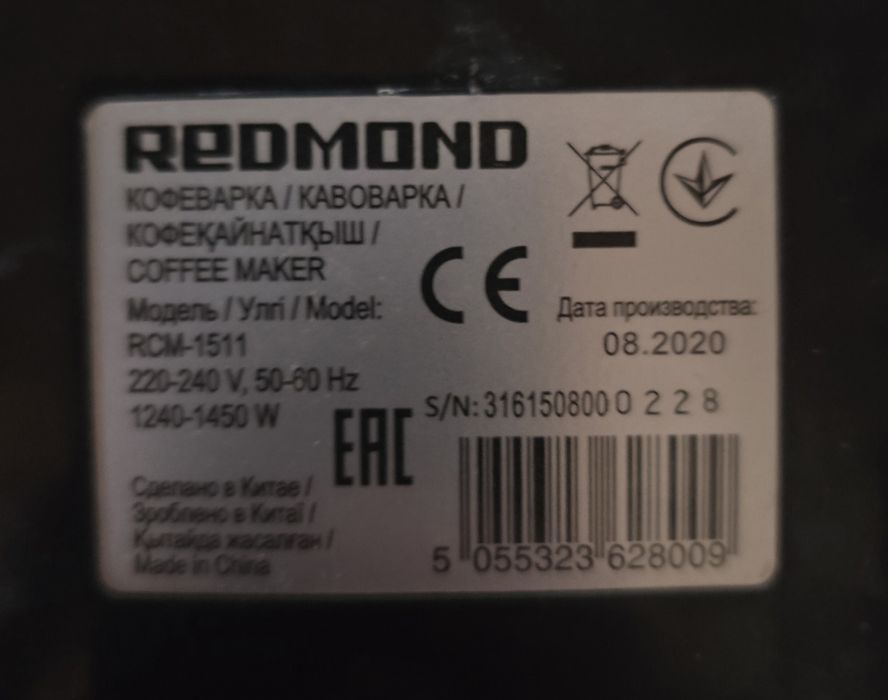 REDMOND
КОФЕВАРКА / КАВОВАРКА /
КОФЕҚАЙНАТҚЫШ /
COFFEE MAKER
Модель / Үлгі / Model:
RCM-1511
220-240 V, 50-60 Hz
1240-1450 W
CE
Дата производства:
08.2020
S/N: 3161508000228
EAC
Сделано в Китае /
Зроблено в Китаї /
Қытайда жасалған /
Made in China
5 055323 628009